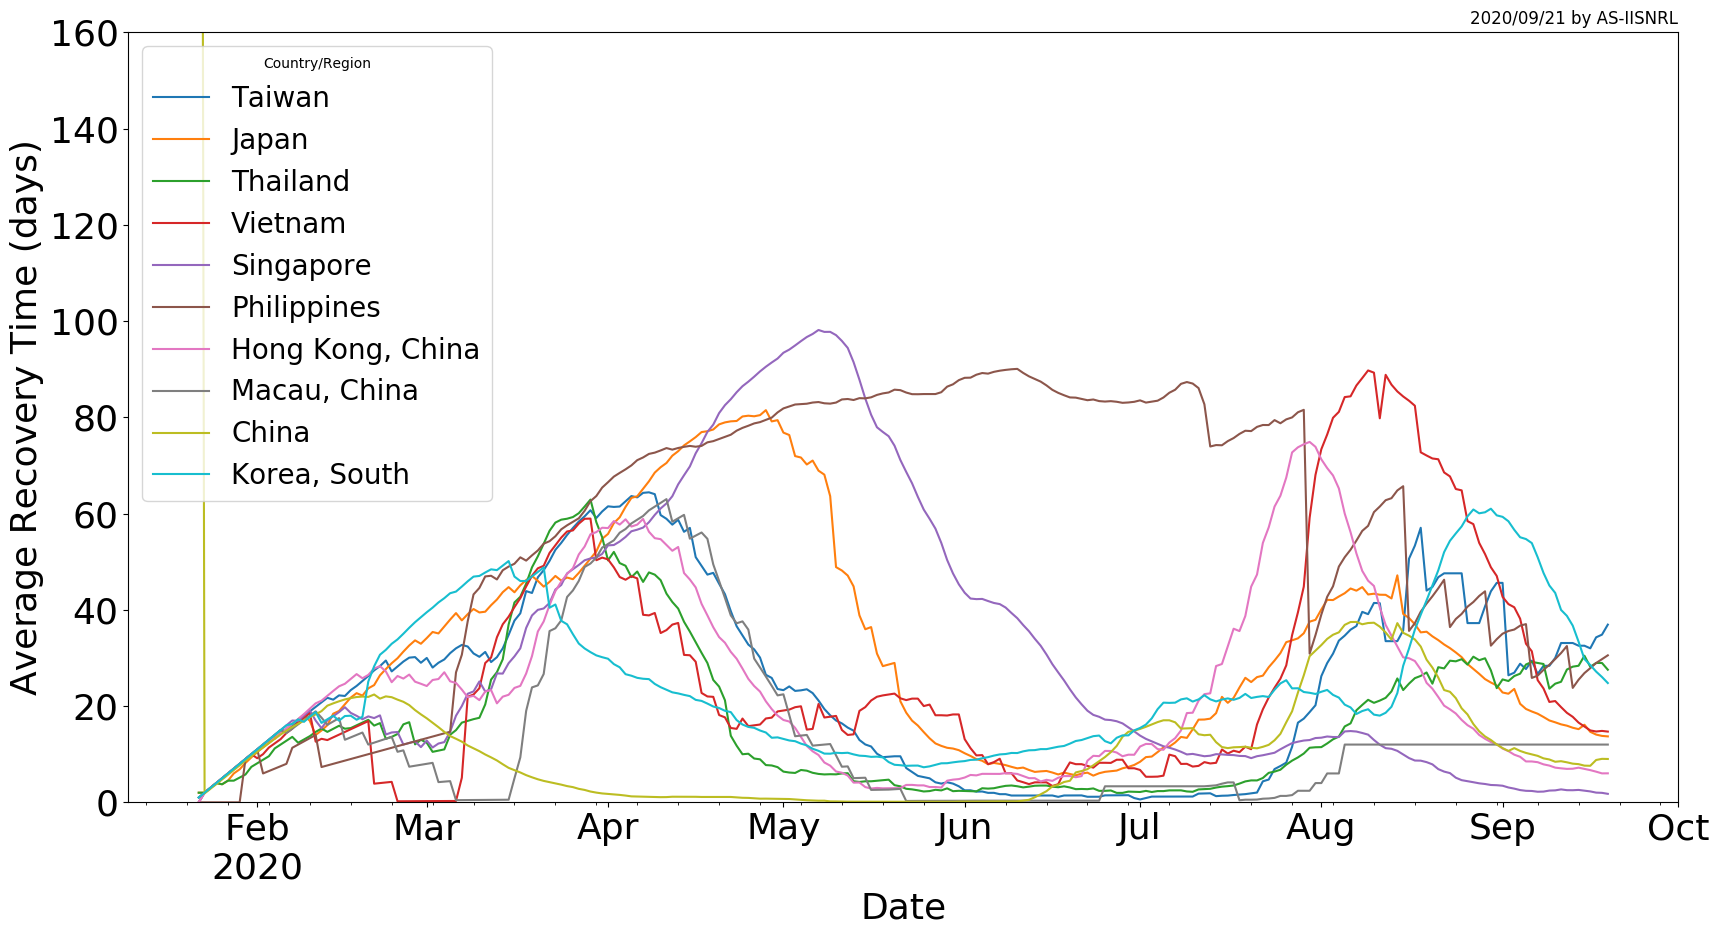 2020/09/21 by AS-IISNRL
160
140
120
100
80
60
40
20
0
Average Recovery Time (days)
Country/Region
Taiwan
Japan
Thailand
Vietnam
Singapore
Philippines
Hong Kong, China
Macau, China
China
Korea, South
Feb Mar Apr May Jun Jul Aug Sep Oct
2020
Date